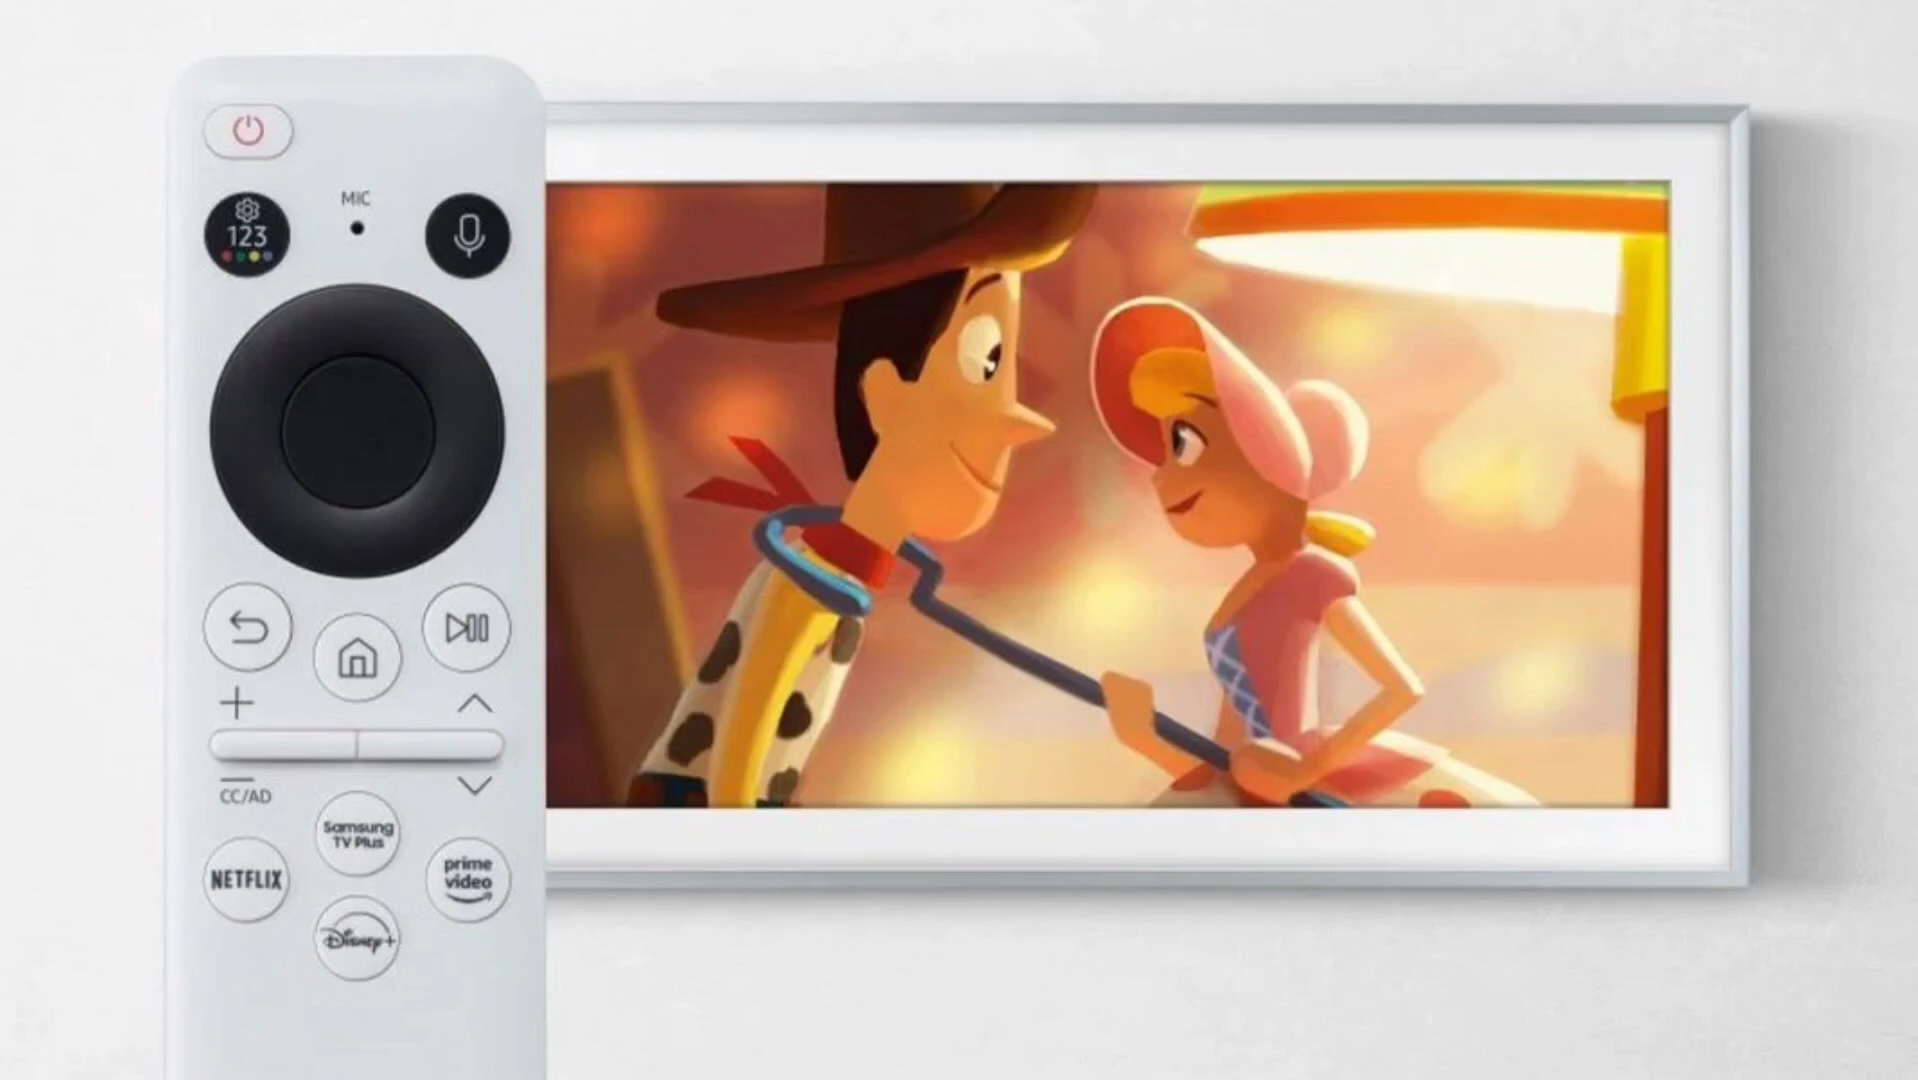 MIC
123
CC/AD
Samsung
TV Plus
NETFLIX
prime
video
Disney+